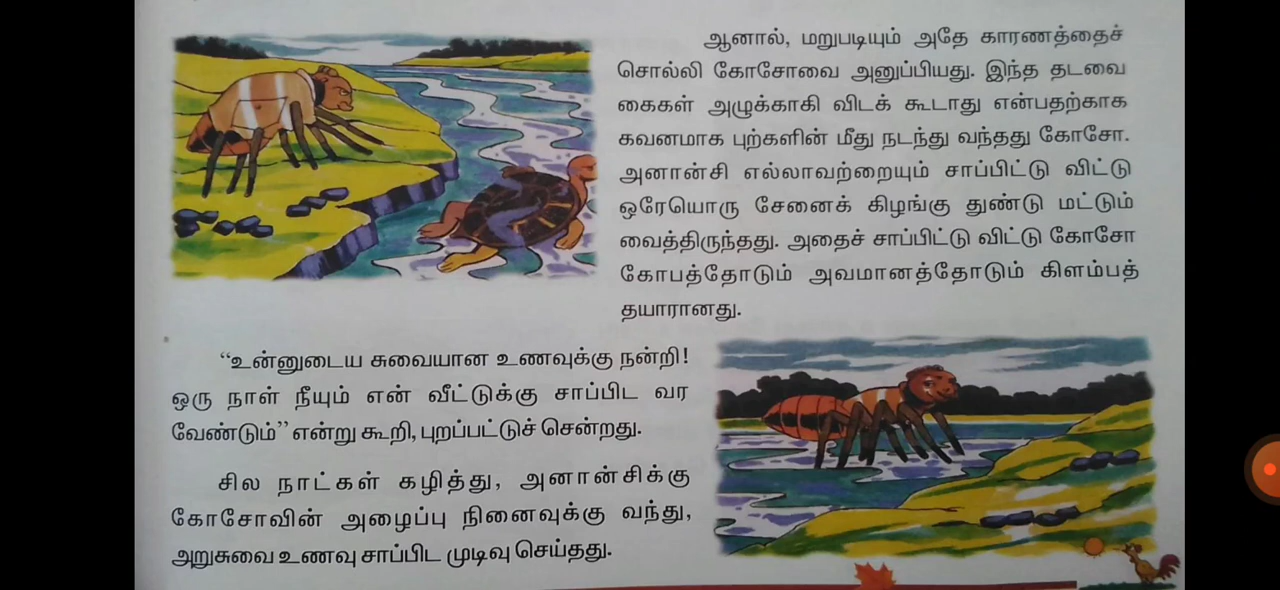 ஆனால், மறுபடியும் அதே காரணத்தைச்
சொல்லி கோசோவை அனுப்பியது. இந்த தடவை
கைகள் அழுக்காகி விடக் கூடாது என்பதற்காக
கவனமாக புற்களின் மீது நடந்து வந்தது கோசோ.
அனான்சி எல்லாவற்றையும் சாப்பிட்டு விட்டு
ஒரேயொரு சேனைக் கிழங்கு துண்டு மட்டும்
வைத்திருந்தது. அதைச் சாப்பிட்டு விட்டு கோசோ
கோபத்தோடும் அவமானத்தோடும் கிளம்பத்
தயாரானது.
“உன்னுடைய சுவையான உணவுக்கு நன்றி!
ஒரு நாள் நீயும் என் வீட்டுக்கு சாப்பிட வர
வேண்டும்” என்று கூறி, புறப்பட்டுச் சென்றது.
சில நாட்கள் கழித்து, அனான்சிக்கு
கோசோவின் அழைப்பு நினைவுக்கு வந்து,
அறுசுவை உணவு சாப்பிட முடிவு செய்தது.